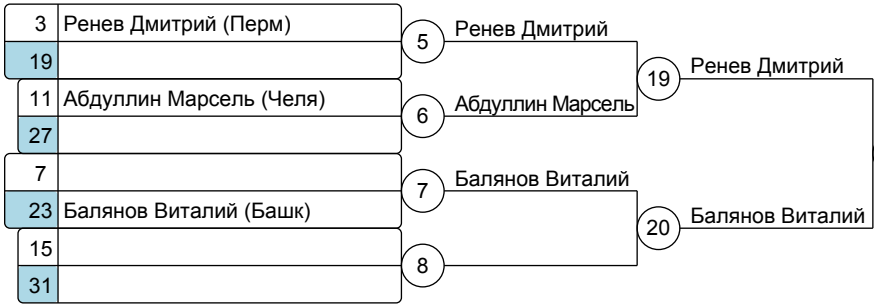 3 Ренев Дмитрий (Перм)
5 Ренев Дмитрий
19
19 Ренев Дмитрий
11 Абдуллин Марсель (Челя)
6 Абдуллин Марсель
27
7
7 Балянов Виталий
23 Балянов Виталий (Башк)
20 Балянов Виталий
15
8
31